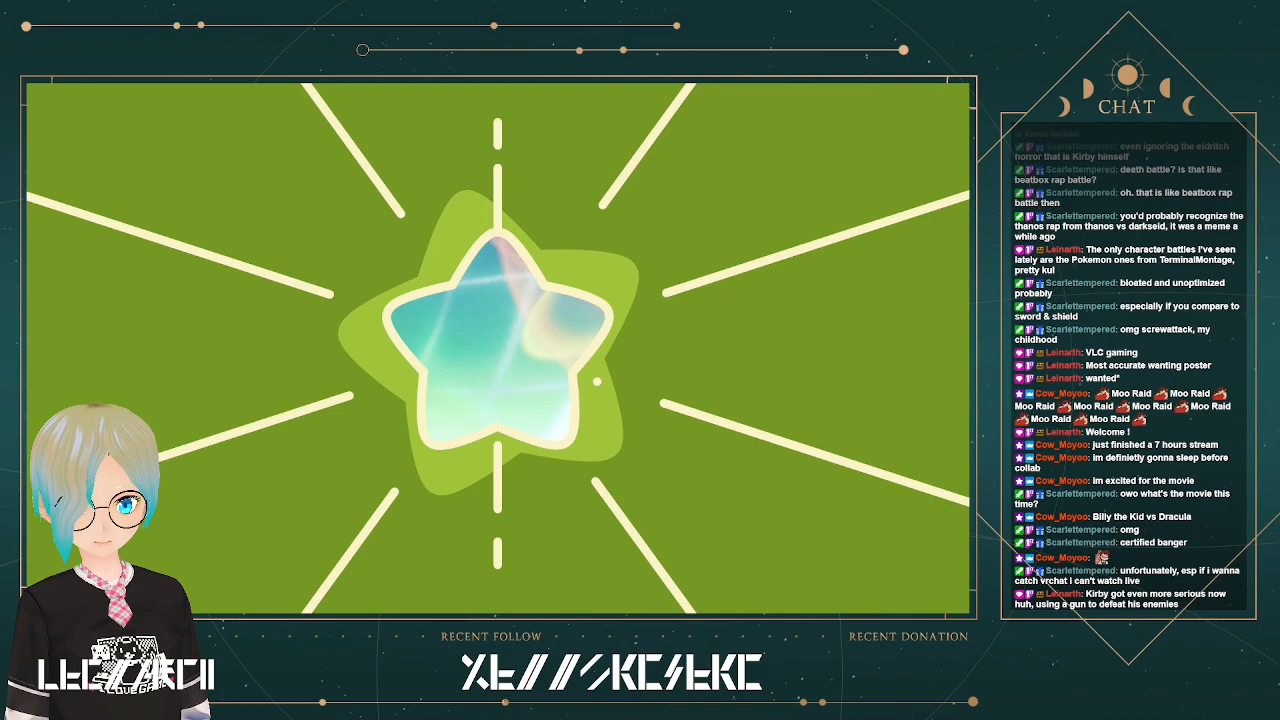 CHAT
Scarlettempered: even ignoring the eldritch
horror that is Kirby himself
Scarlettempered: death battle? is that like
beatbox rap battle?
Scarlettempered: oh. that is like beatbox rap
battle then
Scarlettempered: you'd probably recognize the
thanos rap from thanos vs darkseid, it was a meme a
while ago
Leinarth: The only character battles I've seen
lately are the Pokemon ones from TerminalMontage,
pretty kul
Scarlettempered: bloated and unoptimized
probably
Scarlettempered: especially if you compare to
sword & shield
Scarlettempered: omg screwattack, my
childhood
Leinarth: VLC gaming
Leinarth: Most accurate wanting poster
Leinarth: wanted*
Cow_Moyoo: Moo Raid Moo Raid
Moo Raid Moo Raid Moo Raid Moo Raid
Moo Raid Moo Raid
Leinarth: Welcome !
Cow_Moyoo: just finished a 7 hours stream
Cow_Moyoo: im definietly gonna sleep before
collab
Cow_Moyoo: im excited for the movie
Scarlettempered: owo what's the movie this
time?
Cow_Moyoo: Billy the Kid vs Dracula
Scarlettempered: omg
Scarlettempered: certified banger
Cow_Moyoo:
Scarlettempered: unfortunately, esp if i wanna
catch vrchat i can't watch live
Leinarth: Kirby got even more serious now
huh, using a gun to defeat his enemies
RECENT FOLLOW
RECENT DONATION